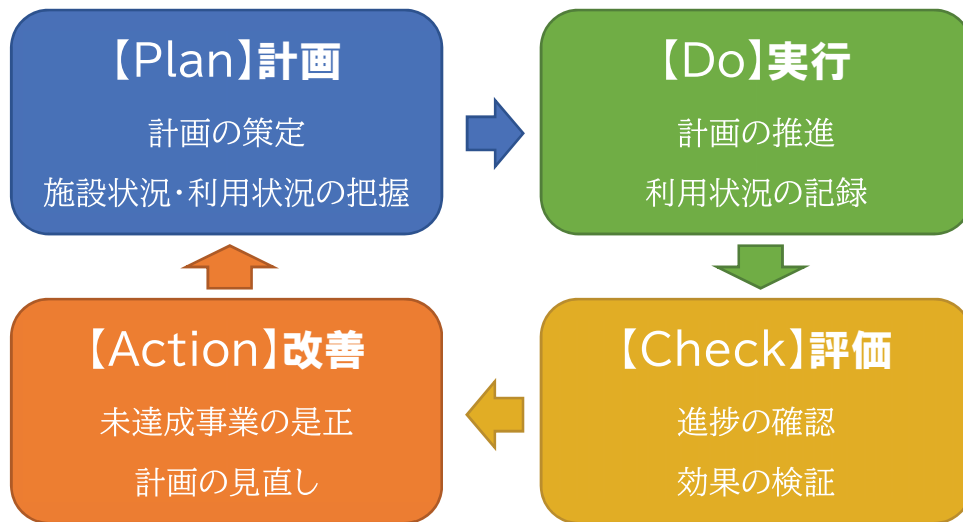 【Plan】計画
計画の策定
施設状況・利用状況の把握
【Do】実行
計画の推進
利用状況の記録
【Action】改善
未達成事業の是正
計画の見直し
【Check】評価
進捗の確認
効果の検証